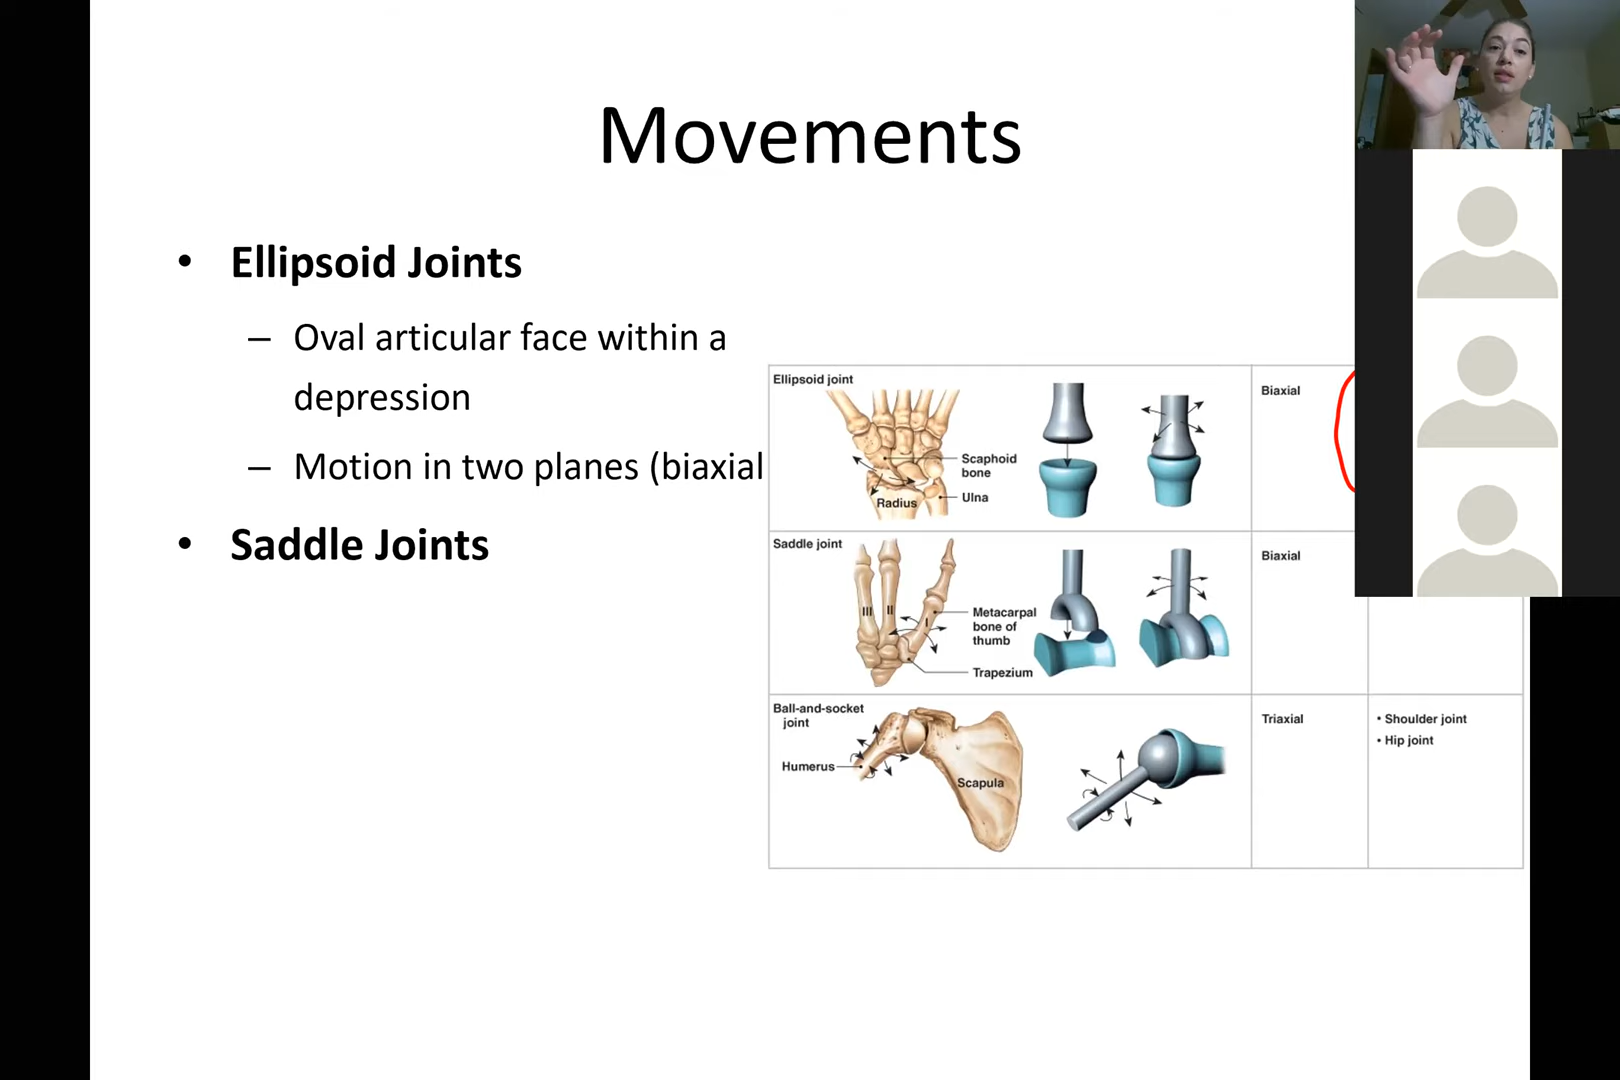 Movements
• Ellipsoid Joints
– Oval articular face within a
depression
– Motion in two planes (biaxial
• Saddle Joints
Ellipsoid joint
Scaphoid
bone
Ulna
Radius
Biaxial
Saddle joint
III
II
I
Metacarpal
bone of
thumb
Trapezium
Biaxial
Ball-and-socket
joint
Humerus
Scapula
Triaxial
• Shoulder joint
• Hip joint